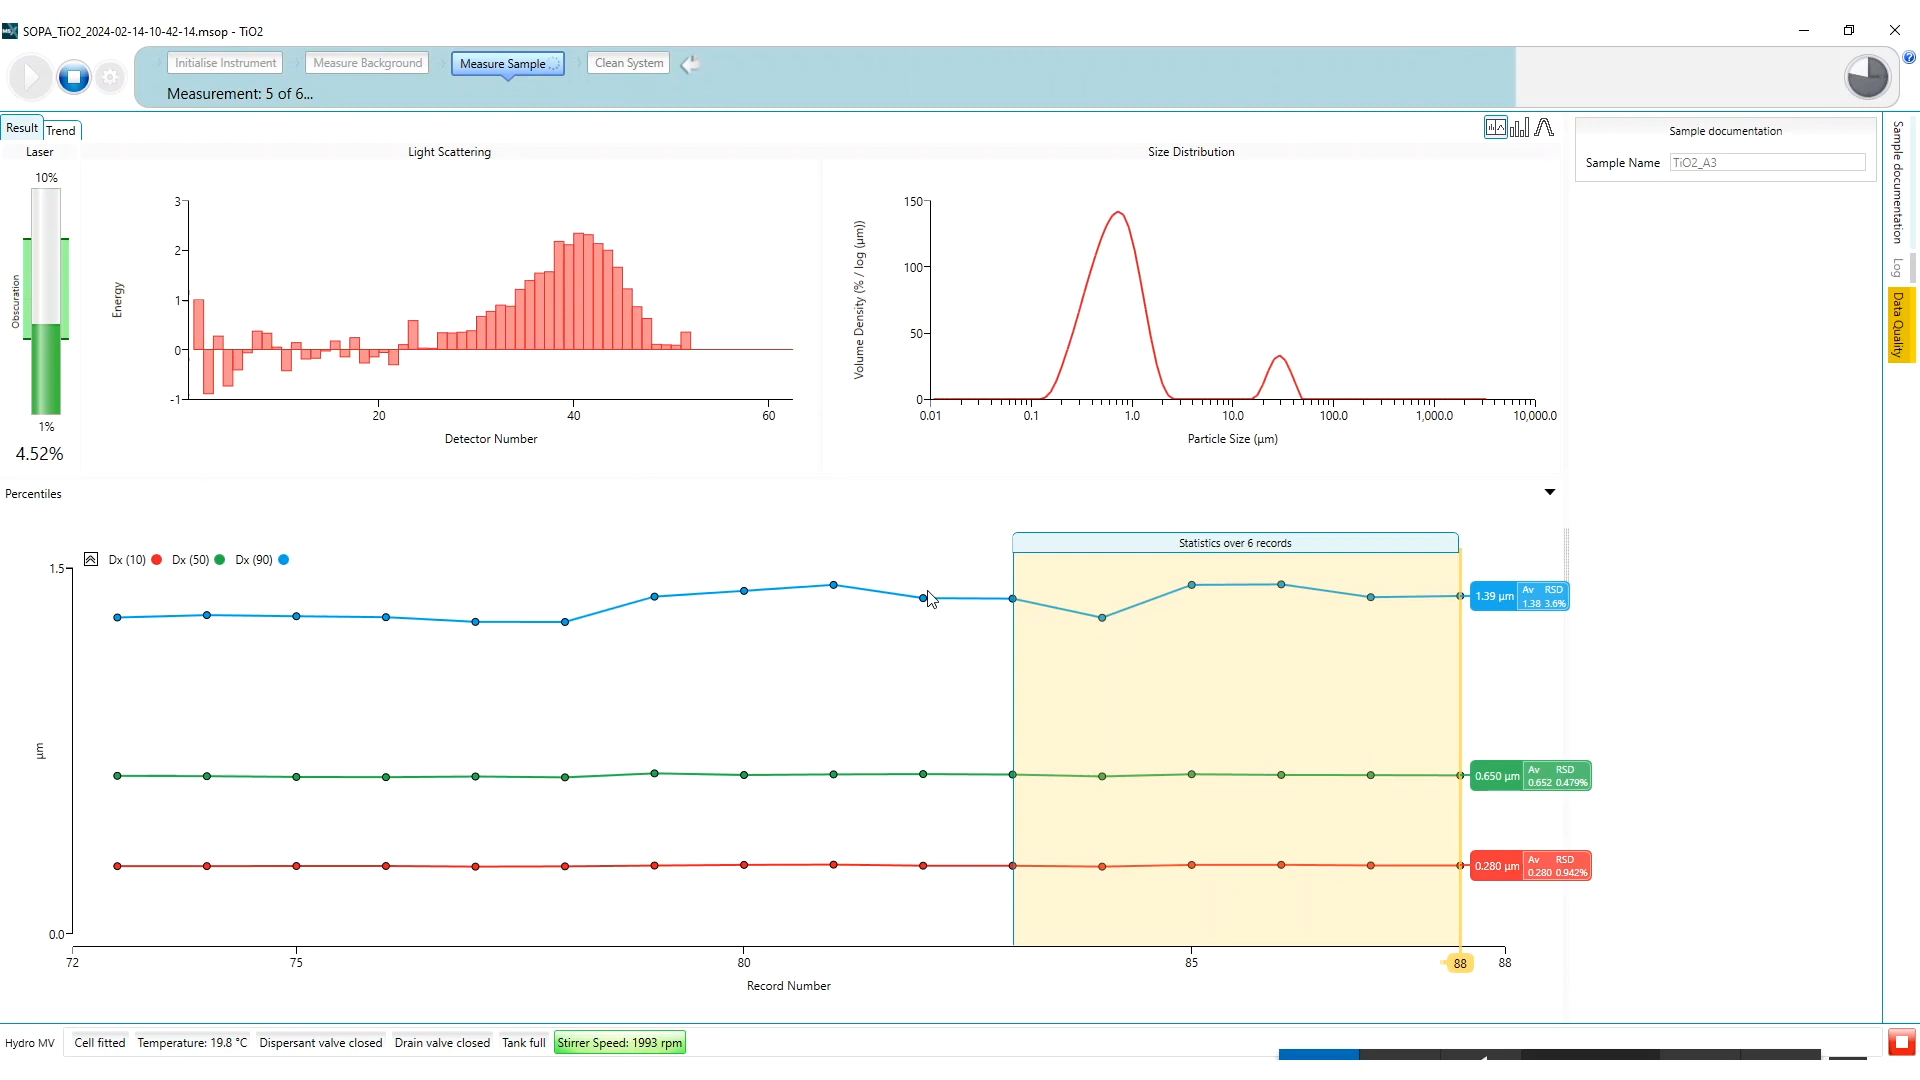 SOPA_TiO2_2024-02-14-10-42-14.msop - TiO2
Initialise Instrument
Measure Background
Measure Sample
Clean System
Measurement: 5 of 6...
Result
Trend
Laser
Light Scattering
Size Distribution
Sample documentation
Sample Name
TiO2_A3
Sample documentation
Log
Data Quality
10%
Obscuration
1%
4.52%
3
2
1
0
-1
Energy
20
40
60
Detector Number
150
100
50
0
Volume Density (% / log (µm))
0.01
0.1
1.0
10.0
100.0
1,000.0
10,000.0
Particle Size (µm)
Percentiles
Statistics over 6 records
Dx (10)
Dx (50)
Dx (90)
1.5
µm
0.0
1.39 µm
Av RSD
1.38 3.6%
0.650 µm
Av RSD
0.652 0.479%
0.280 µm
Av RSD
0.280 0.942%
72
75
80
85
88
88
Record Number
Hydro MV
Cell fitted
Temperature: 19.8 °C
Dispersant valve closed
Drain valve closed
Tank full
Stirrer Speed: 1993 rpm